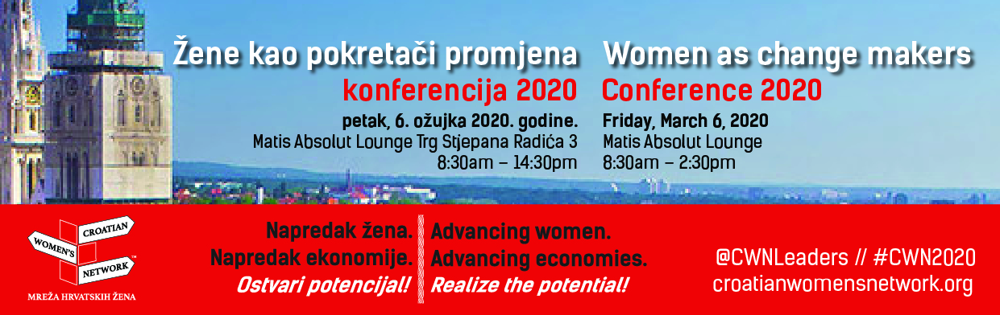 Žene kao pokretači promjena
konferencija 2020
petak, 6. ožujka 2020. godine.
Matis Absolut Lounge Trg Stjepana Radića 3
8:30am – 14:30pm
Women as change makers
Conference 2020
Friday, March 6, 2020
Matis Absolut Lounge
8:30am – 2:30pm
CROATIAN
WOMEN'S
NETWORK™
MREŽA HRVATSKIH ŽENA
Napredak žena.
Napredak ekonomije.
Ostvari potencijal!
Advancing women.
Advancing economies.
Realize the potential!
@CWNLeaders // #CWN2020
croatianwomensnetwork.org